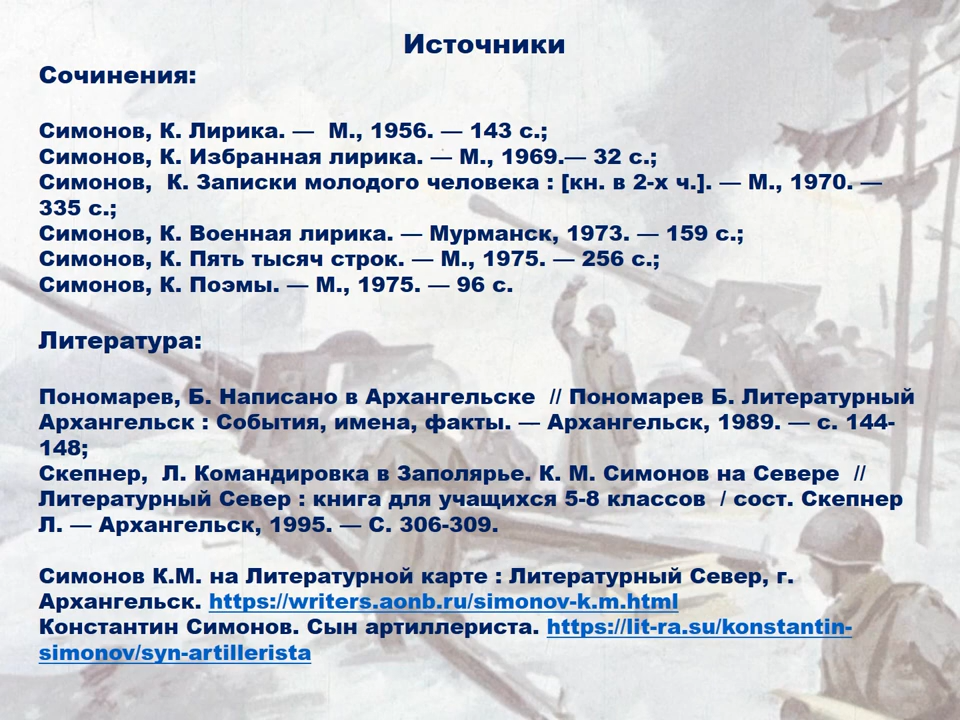 Источники
Сочинения:
Симонов, К. Лирика. — М., 1956. — 143 с.;
Симонов, К. Избранная лирика. — М., 1969.— 32 с.;
Симонов, К. Записки молодого человека : [кн. в 2-х ч.]. — М., 1970. —
335 с.;
Симонов, К. Военная лирика. — Мурманск, 1973. — 159 с.;
Симонов, К. Пять тысяч строк. — М., 1975. — 256 с.;
Симонов, К. Поэмы. — М., 1975. — 96 с.
Литература:
Пономарев, Б. Написано в Архангельске // Пономарев Б. Литературный
Архангельск : События, имена, факты. — Архангельск, 1989. — с. 144-
148;
Скепнер, Л. Командировка в Заполярье. К. М. Симонов на Севере //
Литературный Север : книга для учащихся 5-8 классов / сост. Скепнер
Л. — Архангельск, 1995. — С. 306-309.
Симонов К.М. на Литературной карте : Литературный Север, г.
Архангельск. https://writers.aonb.ru/simonov-k.m.html
Константин Симонов. Сын артиллериста. https://lit-ra.su/konstantin-
simonov/syn-artillerista